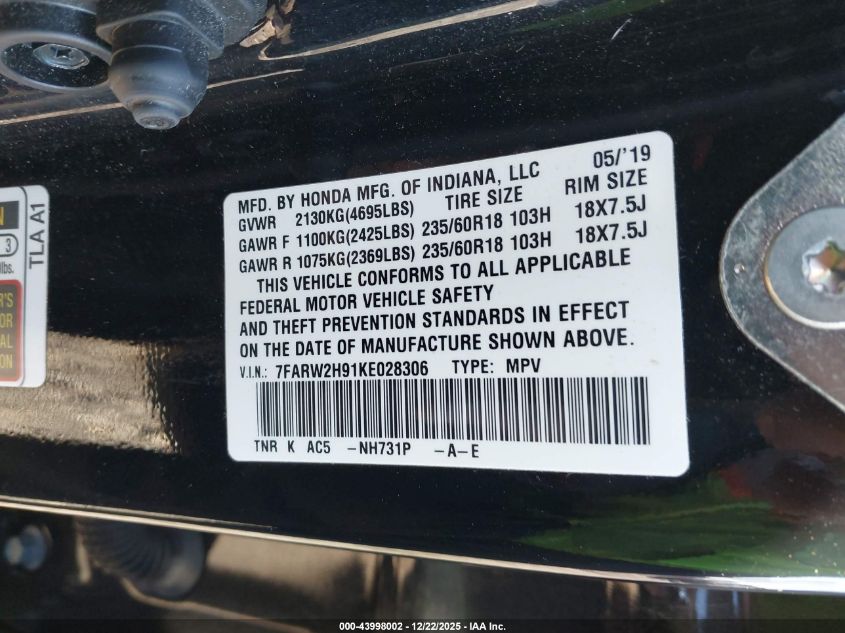 MFD. BY HONDA MFG. OF INDIANA, LLC 05/'19
GVWR 2130KG(4695LBS) TIRE SIZE RIM SIZE
GAWR F 1100KG(2425LBS) 235/60R18 103H 18X7.5J
GAWR R 1075KG(2369LBS) 235/60R18 103H 18X7.5J
THIS VEHICLE CONFORMS TO ALL APPLICABLE
FEDERAL MOTOR VEHICLE SAFETY
AND THEFT PREVENTION STANDARDS IN EFFECT
ON THE DATE OF MANUFACTURE SHOWN ABOVE.
V.I.N.: 7FARW2H91KE028306 TYPE: MPV
TNR K AC5 -NH731P -A-E
TLA A1
3
lbs.
000-43998002 - 12/22/2025 - IAA Inc.